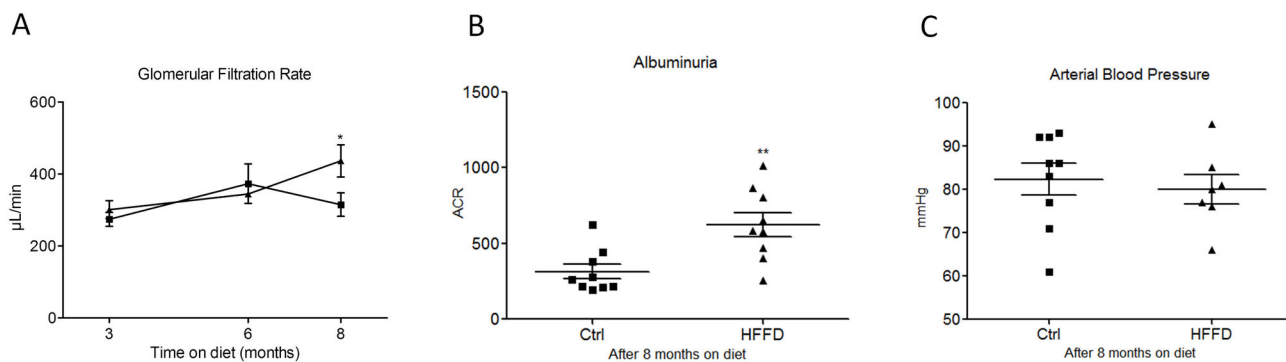 A
Glomerular Filtration Rate
600
400
200
0
µL/min
*
3
6
8
Time on diet (months)
B
Albuminuria
1500
1000
500
0
ACR
**
Ctrl
HFFD
After 8 months on diet
C
Arterial Blood Pressure
100
90
80
70
60
50
mmHg
Ctrl
HFFD
After 8 months on diet